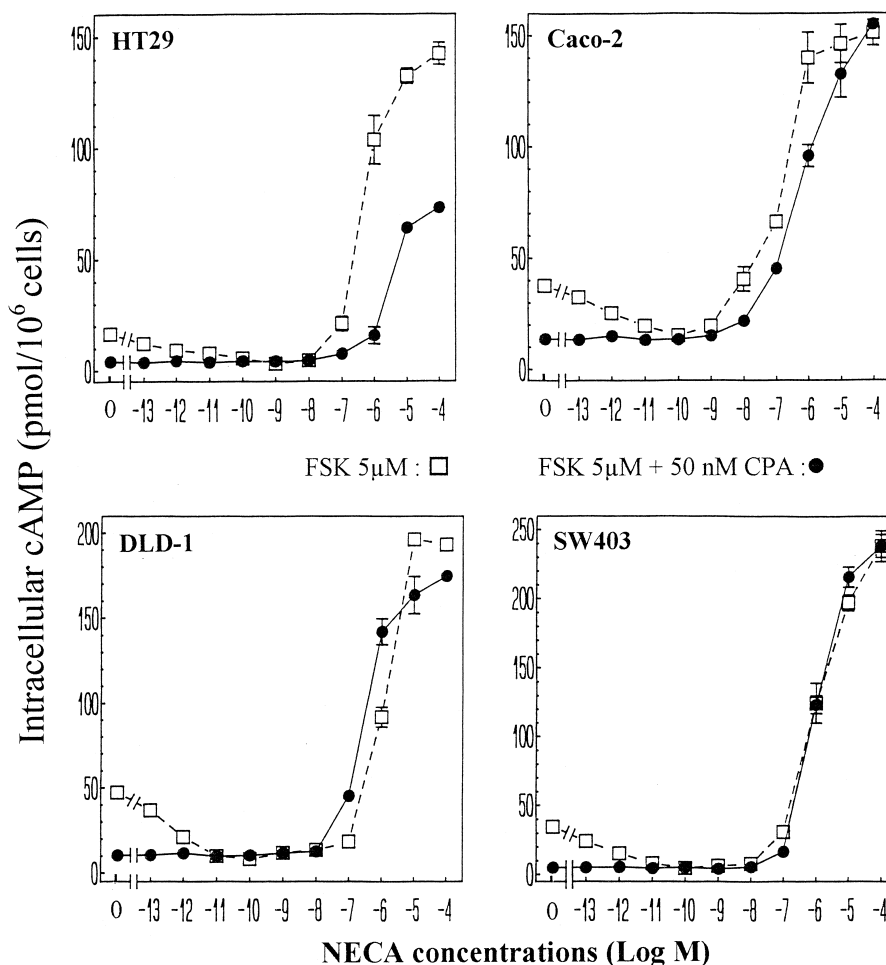 HT29
Caco-2
150
100
50
0
150
100
50
0
0 -13 -12 -11 -10 -9 -8 -7 -6 -5 -4
0 -13 -12 -11 -10 -9 -8 -7 -6 -5 -4
FSK 5µM :
FSK 5µM + 50 nM CPA :
Intracellular cAMP (pmol/10⁶ cells)
DLD-1
SW403
200
150
100
50
0
250
200
150
100
50
0
0 -13 -12 -11 -10 -9 -8 -7 -6 -5 -4
0 -13 -12 -11 -10 -9 -8 -7 -6 -5 -4
NECA concentrations (Log M)